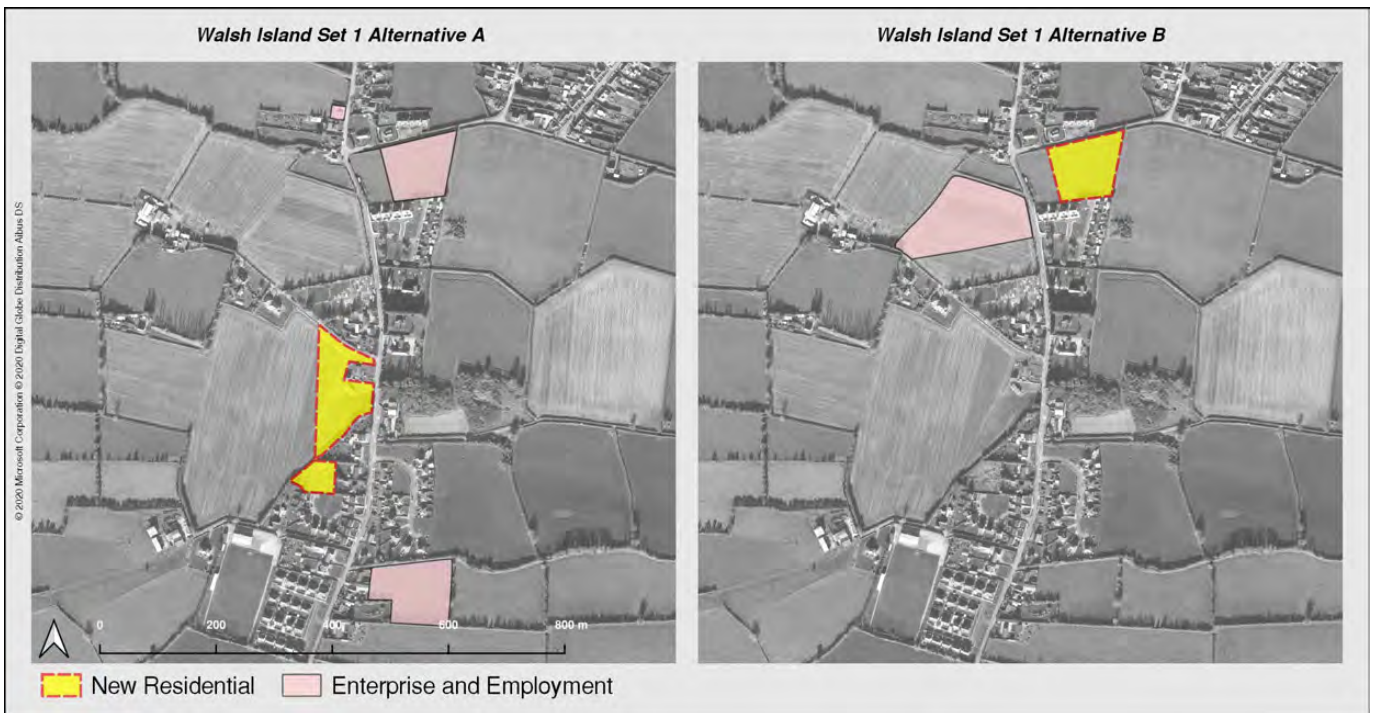 Walsh Island Set 1 Alternative A
Walsh Island Set 1 Alternative B
© 2020 Microsoft Corporation © 2020 Digital Globe Distribution Aibus DS
0 200 400 600 800 m
New Residential
Enterprise and Employment